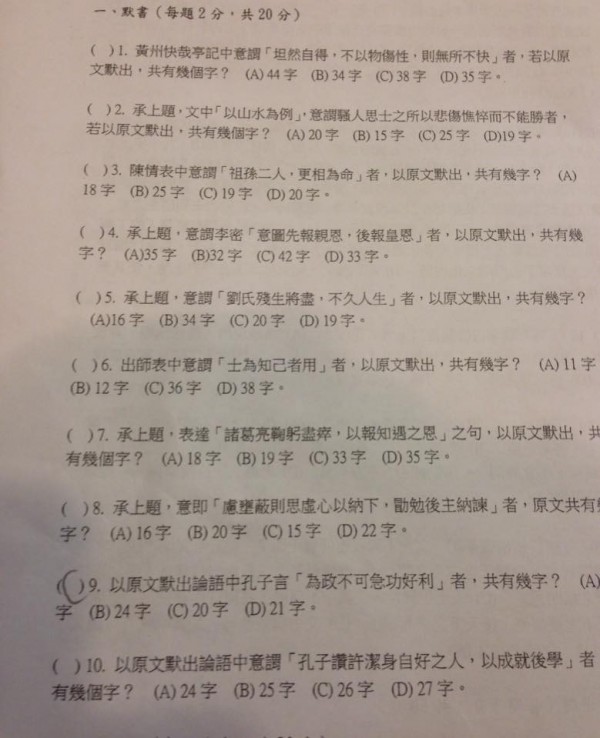 一、默書（每題 2 分，共 20 分）
（ ）1. 黃州快哉亭記中意謂「坦然自得，不以物傷性，則無所不快」者，若以原
文默出，共有幾個字？ (A) 44 字 (B) 34 字 (C) 38 字 (D) 35 字。
（ ）2. 承上題，文中「以山水為例」，意謂騷人思士之所以悲傷憔悴而不能勝者，
若以原文默出，共有幾個字？ (A) 20 字 (B) 15 字 (C) 25 字 (D)19 字。
（ ）3. 陳情表中意謂「祖孫二人，更相為命」者，以原文默出，共有幾字？ (A)
18 字 (B) 25 字 (C) 19 字 (D) 20 字。
（ ）4. 承上題，意謂李密「意圖先報親恩，後報皇恩」者，以原文默出，共有幾
字？ (A)35 字 (B)32 字 (C) 42 字 (D) 33 字。
（ ）5. 承上題，意謂「劉氏殘生將盡，不久人生」者，以原文默出，共有幾字？
(A)16 字 (B) 34 字 (C) 20 字 (D) 19 字。
（ ）6. 出師表中意謂「士為知己者用」者，以原文默出，共有幾字？ (A) 11 字
(B) 12 字 (C) 36 字 (D) 38 字。
（ ）7. 承上題，表達「諸葛亮鞠躬盡瘁，以報知遇之恩」之句，以原文默出，共
有幾個字？ (A) 18 字 (B) 19 字 (C) 33 字 (D) 35 字。
（ ）8. 承上題，意即「慮壅蔽則思虛心以納下，勖勉後主納諫」者，原文共有
字？ (A) 16 字 (B) 20 字 (C) 15 字 (D) 22 字。
（ ）9. 以原文默出論語中孔子言「為政不可急功好利」者，共有幾字？ (A)
字 (B) 24 字 (C) 20 字 (D) 21 字。
（ ）10. 以原文默出論語中意謂「孔子讚許潔身自好之人，以成就後學」者
有幾個字？ (A) 24 字 (B) 25 字 (C) 26 字 (D) 27 字。